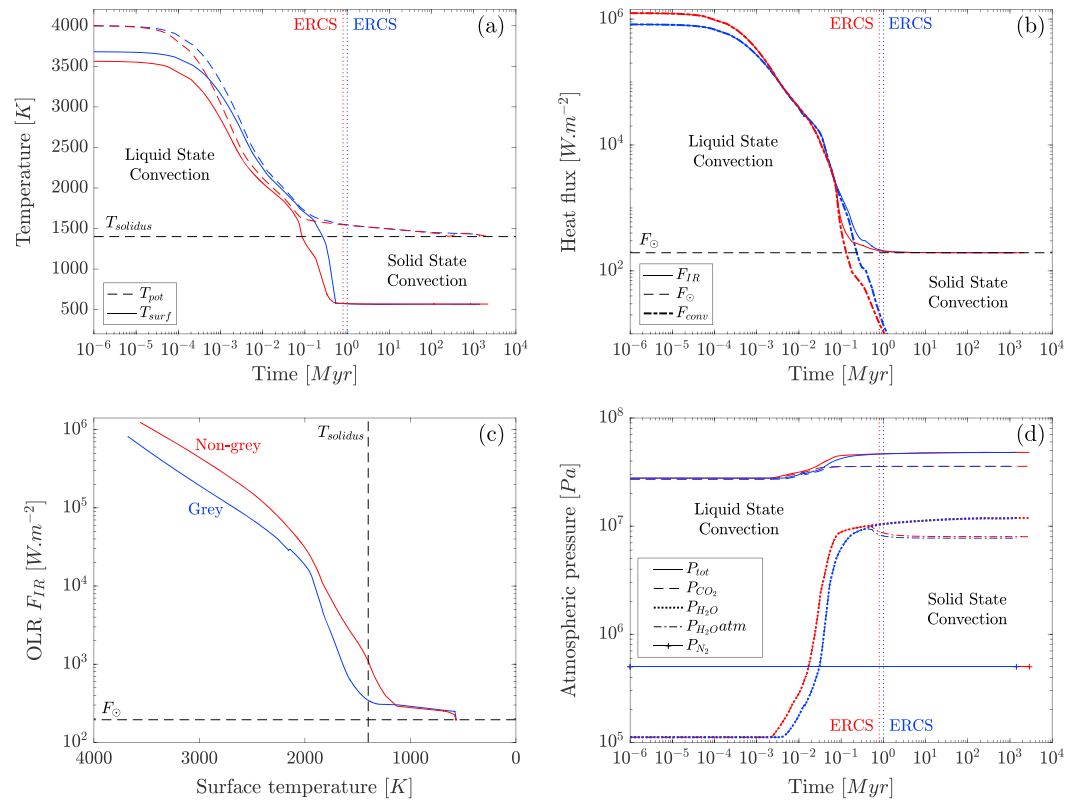 ERCS ERCS
(a)
4000
3500
3000
2500
2000
1500
1000
500
Temperature [K]
Liquid State
Convection
T_solidus
Solid State
Convection
T_pot
T_surf
10^-6 10^-5 10^-4 10^-3 10^-2 10^-1 10^0 10^1 10^2 10^3 10^4
Time [Myr]
ERCS ERCS
(b)
10^6
10^4
10^2
Heat flux [W.m^-2]
Liquid State
Convection
F_⊙
Solid State
Convection
F_IR
F_⊙
F_conv
10^-6 10^-5 10^-4 10^-3 10^-2 10^-1 10^0 10^1 10^2 10^3 10^4
Time [Myr]
(c)
10^6
10^5
10^4
10^3
10^2
OLR F_IR [W.m^-2]
T_solidus
Non-grey
Grey
F_⊙
4000 3000 2000 1000 0
Surface temperature [K]
(d)
10^8
10^7
10^6
10^5
Atmospheric pressure [Pa]
Liquid State
Convection
Solid State
Convection
P_tot
P_CO_2
P_H_2O
P_H_2Oatm
P_N_2
ERCS ERCS
10^-6 10^-5 10^-4 10^-3 10^-2 10^-1 10^0 10^1 10^2 10^3 10^4
Time [Myr]